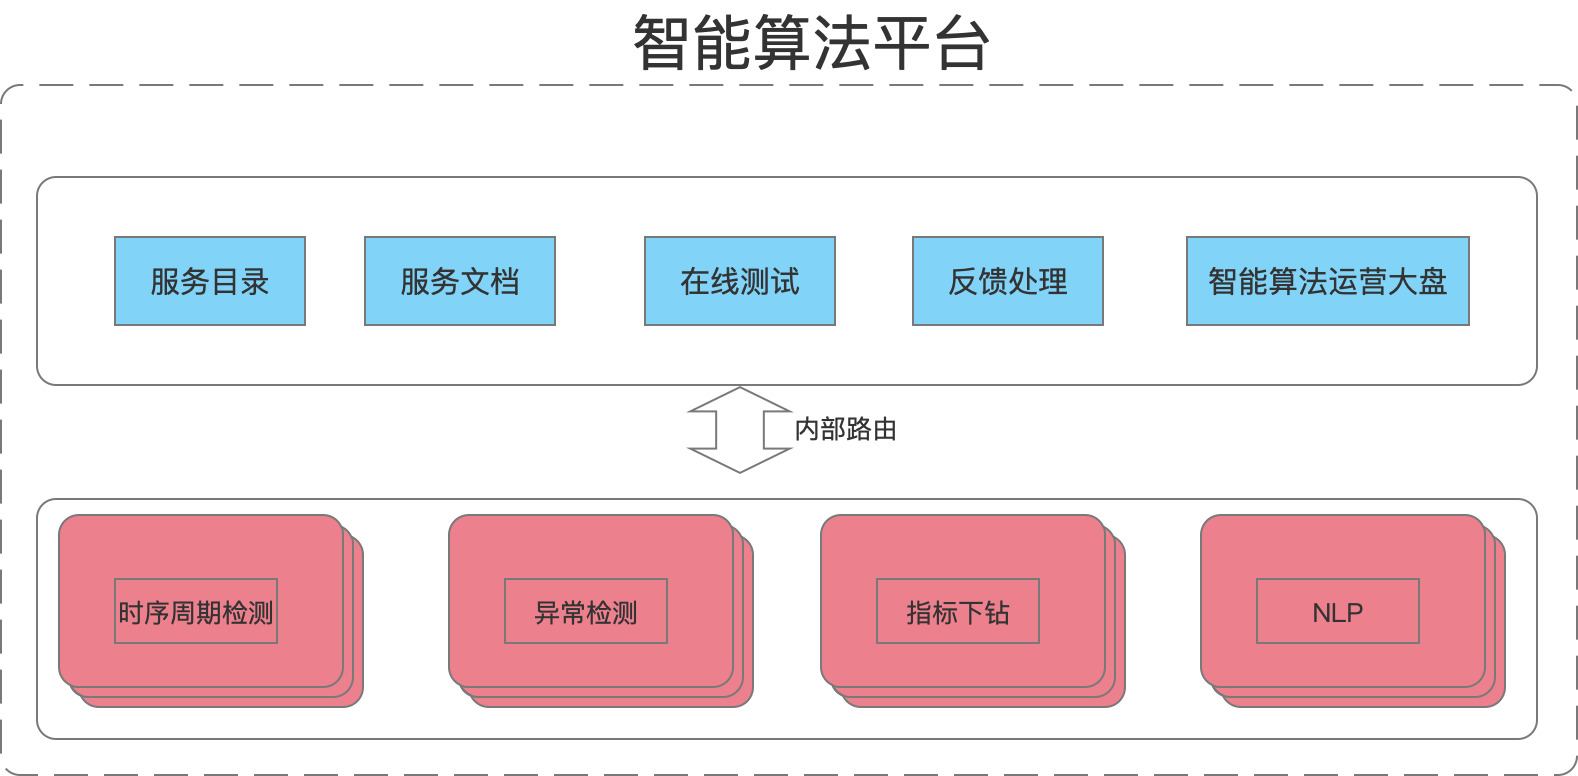 智能算法平台
服务目录
服务文档
在线测试
反馈处理
智能算法运营大盘
内部路由
时序周期检测
异常检测
指标下钻
NLP